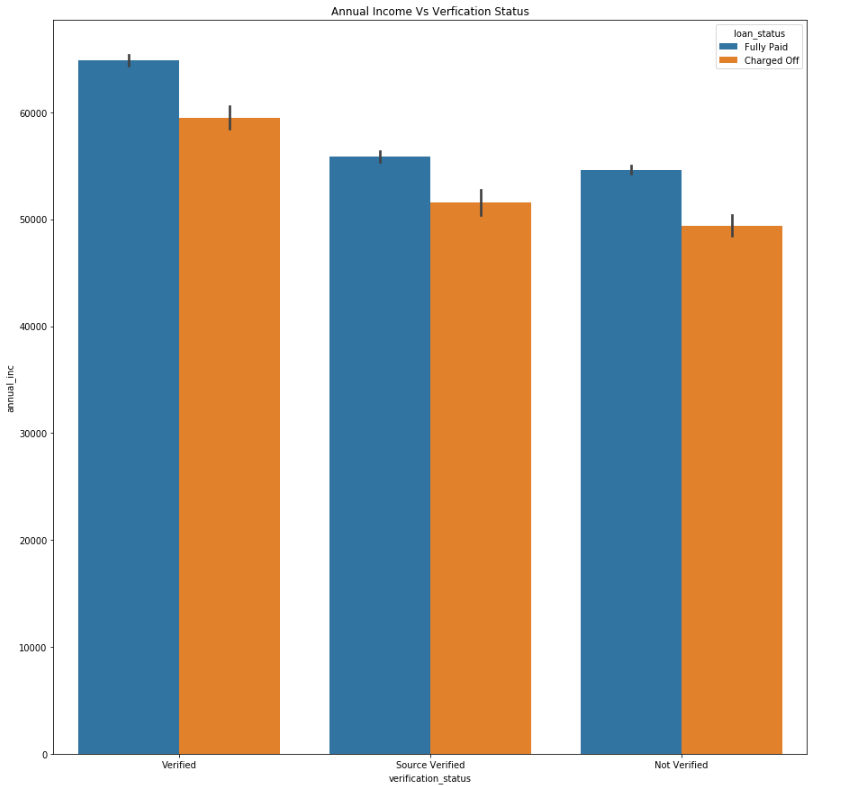 Annual Income Vs Verfication Status
loan_status
Fully Paid
Charged Off
60000
50000
40000
30000
20000
10000
0
annual_inc
Verified
Source Verified
Not Verified
verification_status